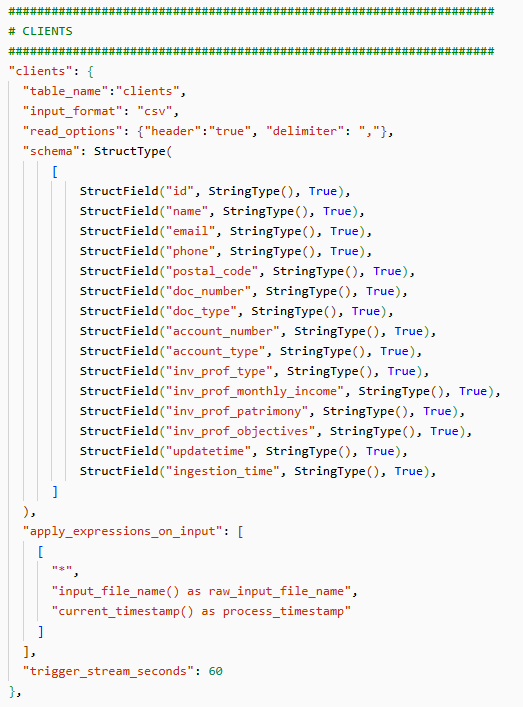 ####################################################################
# CLIENTS
####################################################################
"clients": {
"table_name":"clients",
"input_format": "csv",
"read_options": {"header":"true", "delimiter": ","},
"schema": StructType(
[
StructField("id", StringType(), True),
StructField("name", StringType(), True),
StructField("email", StringType(), True),
StructField("phone", StringType(), True),
StructField("postal_code", StringType(), True),
StructField("doc_number", StringType(), True),
StructField("doc_type", StringType(), True),
StructField("account_number", StringType(), True),
StructField("account_type", StringType(), True),
StructField("inv_prof_type", StringType(), True),
StructField("inv_prof_monthly_income", StringType(), True),
StructField("inv_prof_patrimony", StringType(), True),
StructField("inv_prof_objectives", StringType(), True),
StructField("updatetime", StringType(), True),
StructField("ingestion_time", StringType(), True),
]
),
"apply_expressions_on_input": [
[
"*",
"input_file_name() as raw_input_file_name",
"current_timestamp() as process_timestamp"
]
],
"trigger_stream_seconds": 60
},